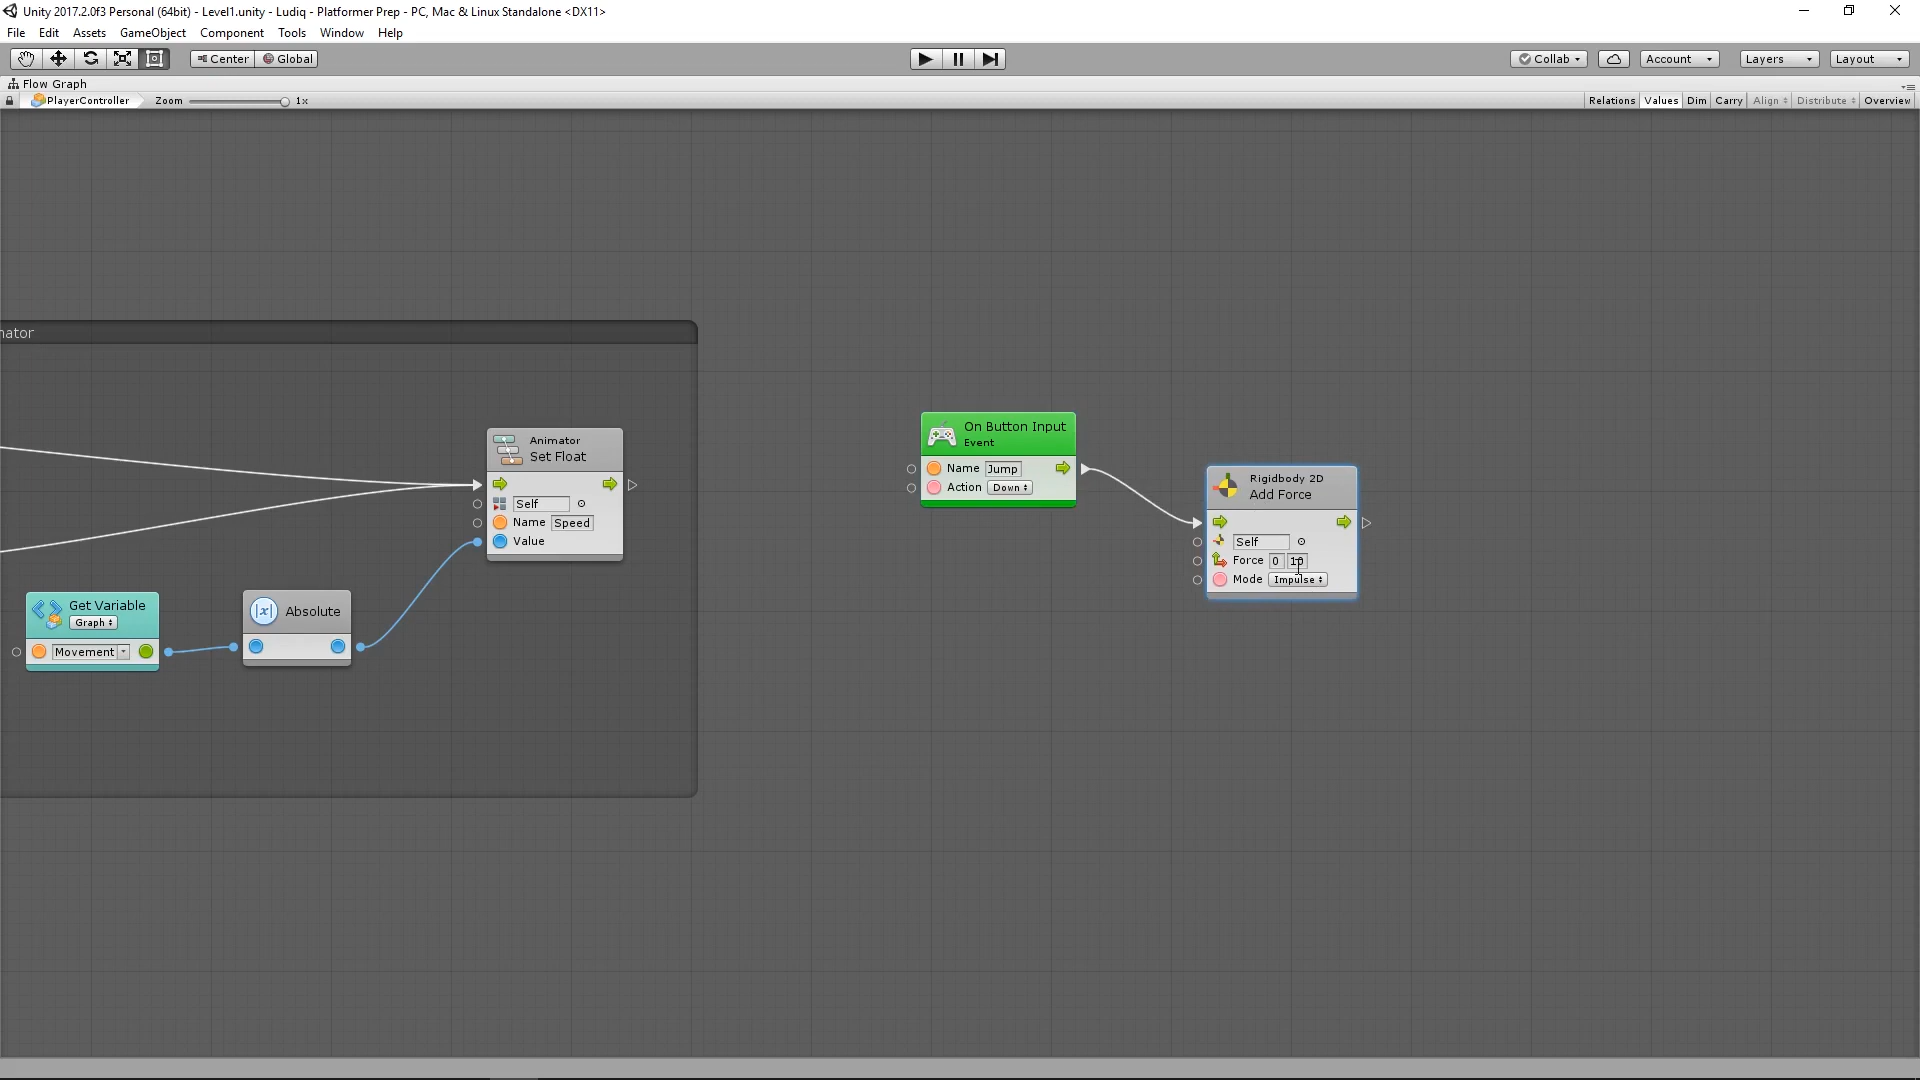 Unity 2017.2.0f3 Personal (64bit) - Level1.unity - Ludiq - Platformer Prep - PC, Mac & Linux Standalone <DX11>
File Edit Assets GameObject Component Tools Window Help
Center Global Collab Account Layers Layout
Flow Graph
PlayerController Zoom 1x Relations Values Dim Carry Align Distribute Overview
nator
Animator
Set Float
Self
Name Speed
Value
Get Variable
Graph
Movement
|x| Absolute
On Button Input
Event
Name Jump
Action Down
Rigidbody 2D
Add Force
Self
Force 0 10
Mode Impulse